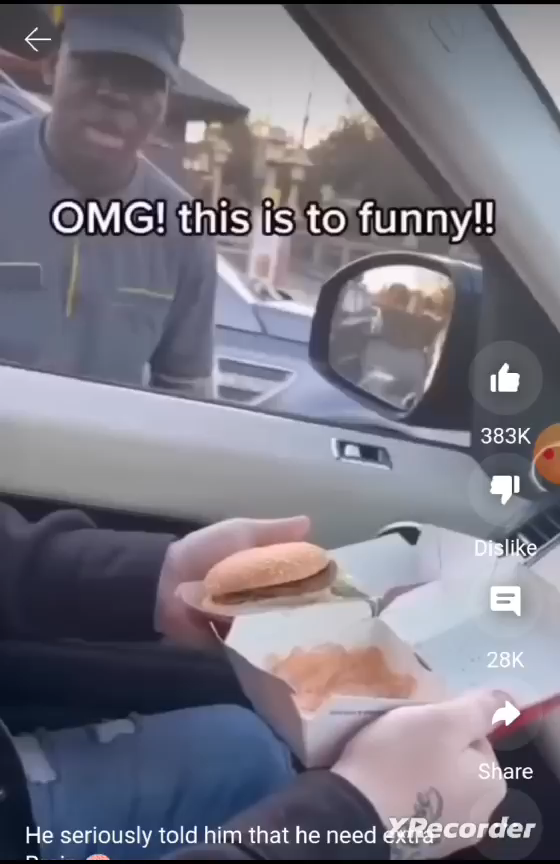 OMG! this is to funny!!
383K
Dislike
28K
Share
He seriously told him that he need extra
XRecorder